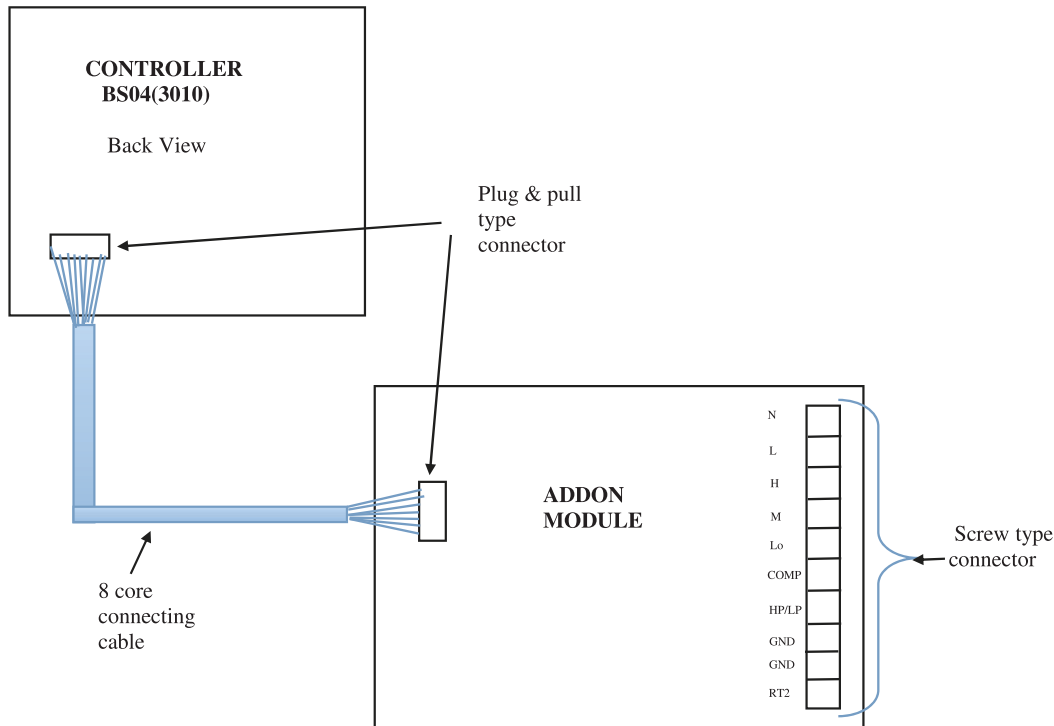 CONTROLLER
BS04(3010)
Back View
Plug & pull
type
connector
N
L
H
M
Lo
COMP
HP/LP
GND
GND
RT2
ADDON
MODULE
Screw type
connector
8 core
connecting
cable